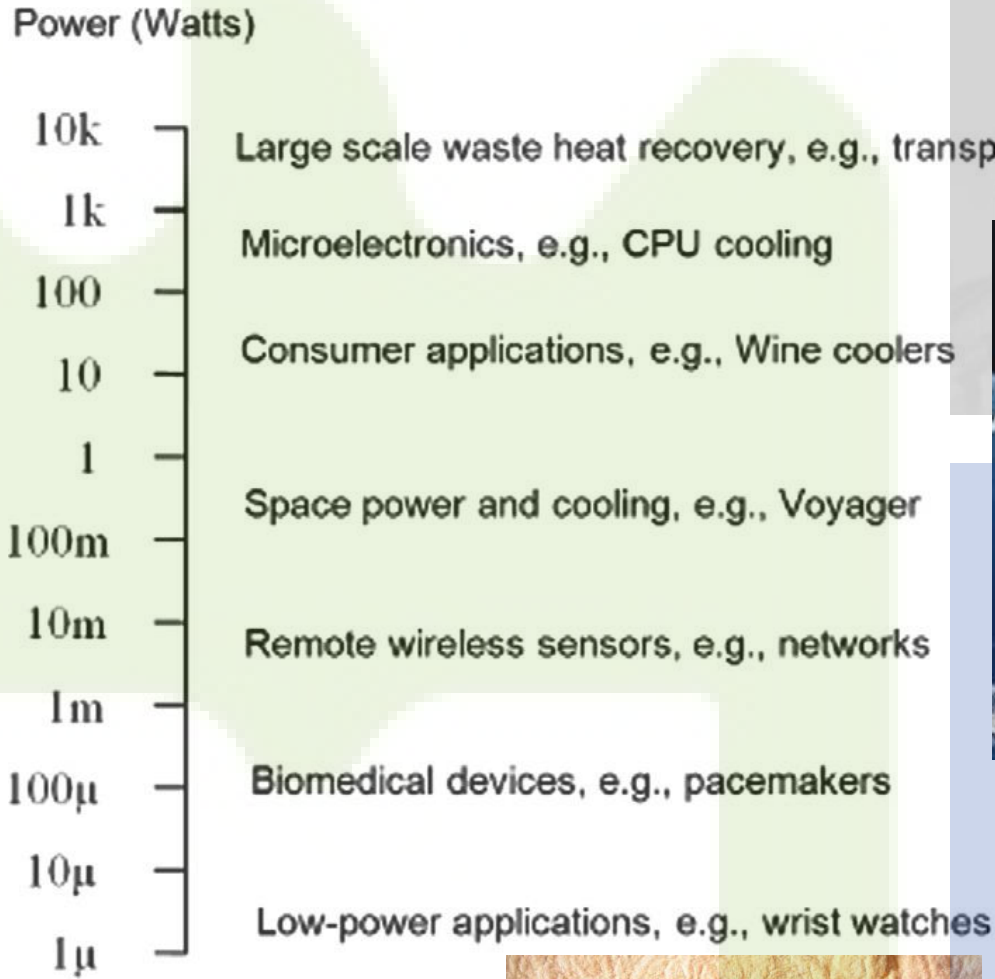 Power (Watts)
10k
Large scale waste heat recovery, e.g., transp
1k
Microelectronics, e.g., CPU cooling
100
Consumer applications, e.g., Wine coolers
10
1
Space power and cooling, e.g., Voyager
100m
10m
Remote wireless sensors, e.g., networks
1m
Biomedical devices, e.g., pacemakers
100µ
10µ
Low-power applications, e.g., wrist watches
1µ